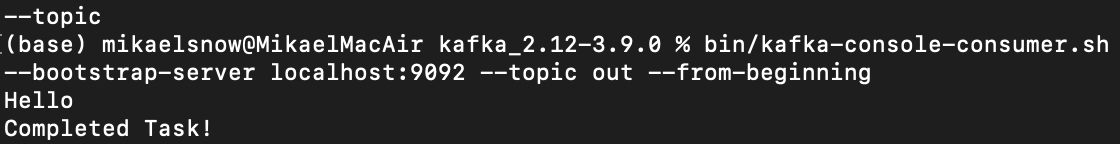 --topic
(base) mikaelsnow@MikaelMacAir kafka_2.12-3.9.0 % bin/kafka-console-consumer.sh
--bootstrap-server localhost:9092 --topic out --from-beginning
Hello
Completed Task!